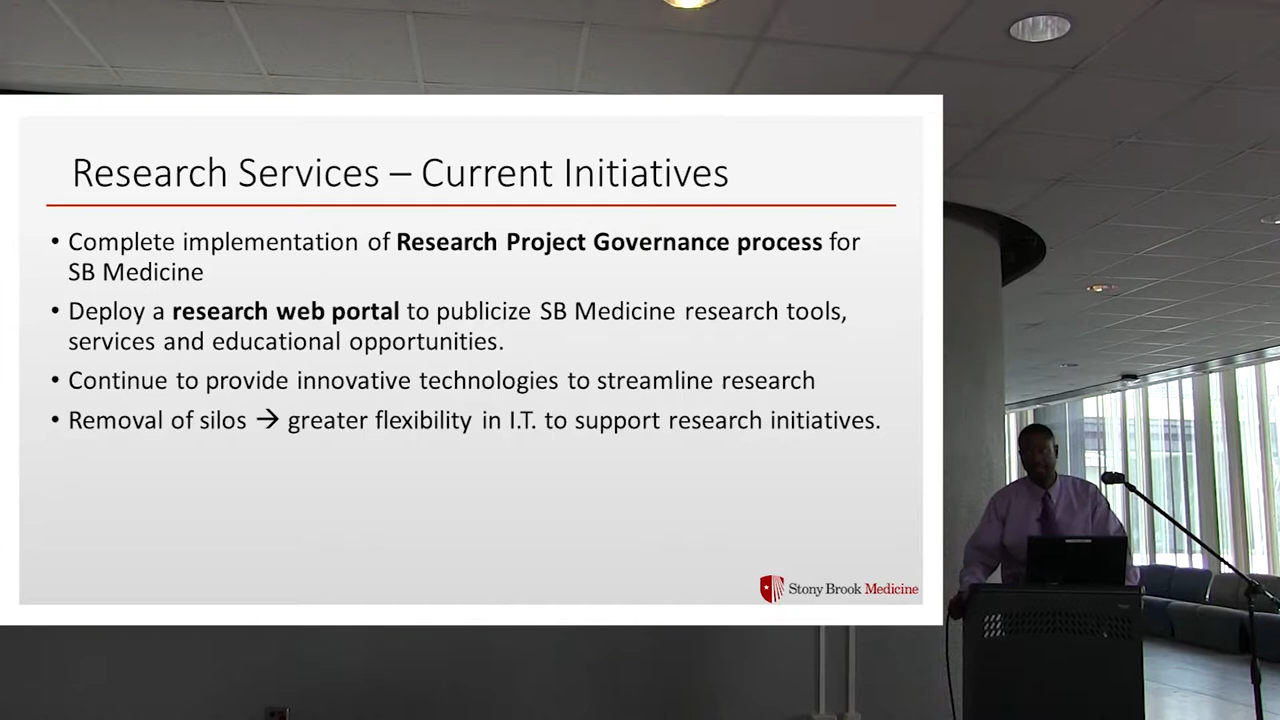 Research Services – Current Initiatives
• Complete implementation of Research Project Governance process for
SB Medicine
• Deploy a research web portal to publicize SB Medicine research tools,
services and educational opportunities.
• Continue to provide innovative technologies to streamline research
• Removal of silos → greater flexibility in I.T. to support research initiatives.
Stony Brook Medicine